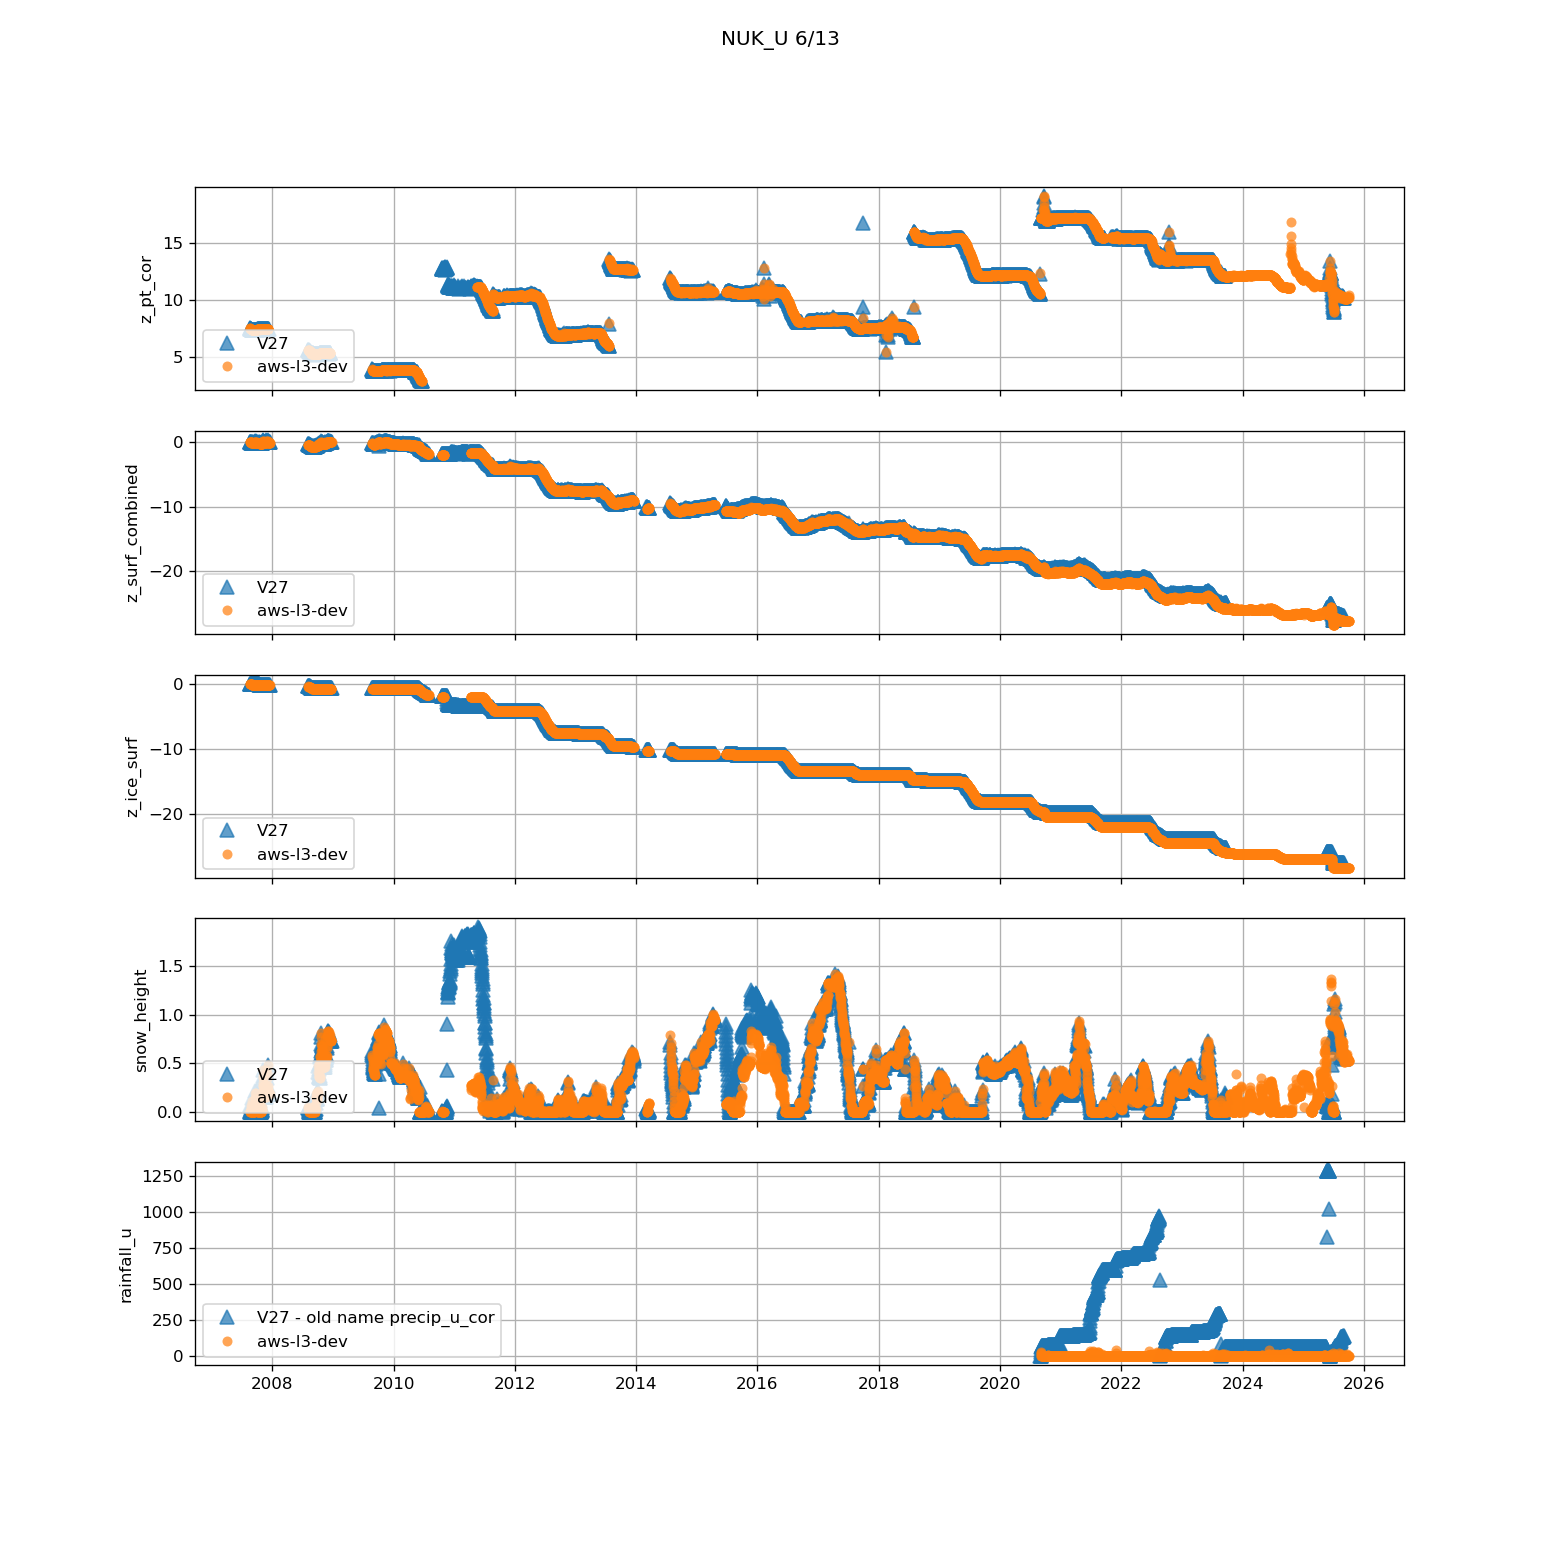 NUK_U 6/13
z_pt_cor
15
10
5
V27
aws-l3-dev
z_surf_combined
0
−10
−20
V27
aws-l3-dev
z_ice_surf
0
−10
−20
V27
aws-l3-dev
snow_height
1.5
1.0
0.5
0.0
V27
aws-l3-dev
rainfall_u
1250
1000
750
500
250
0
V27 - old name precip_u_cor
aws-l3-dev
2008 2010 2012 2014 2016 2018 2020 2022 2024 2026